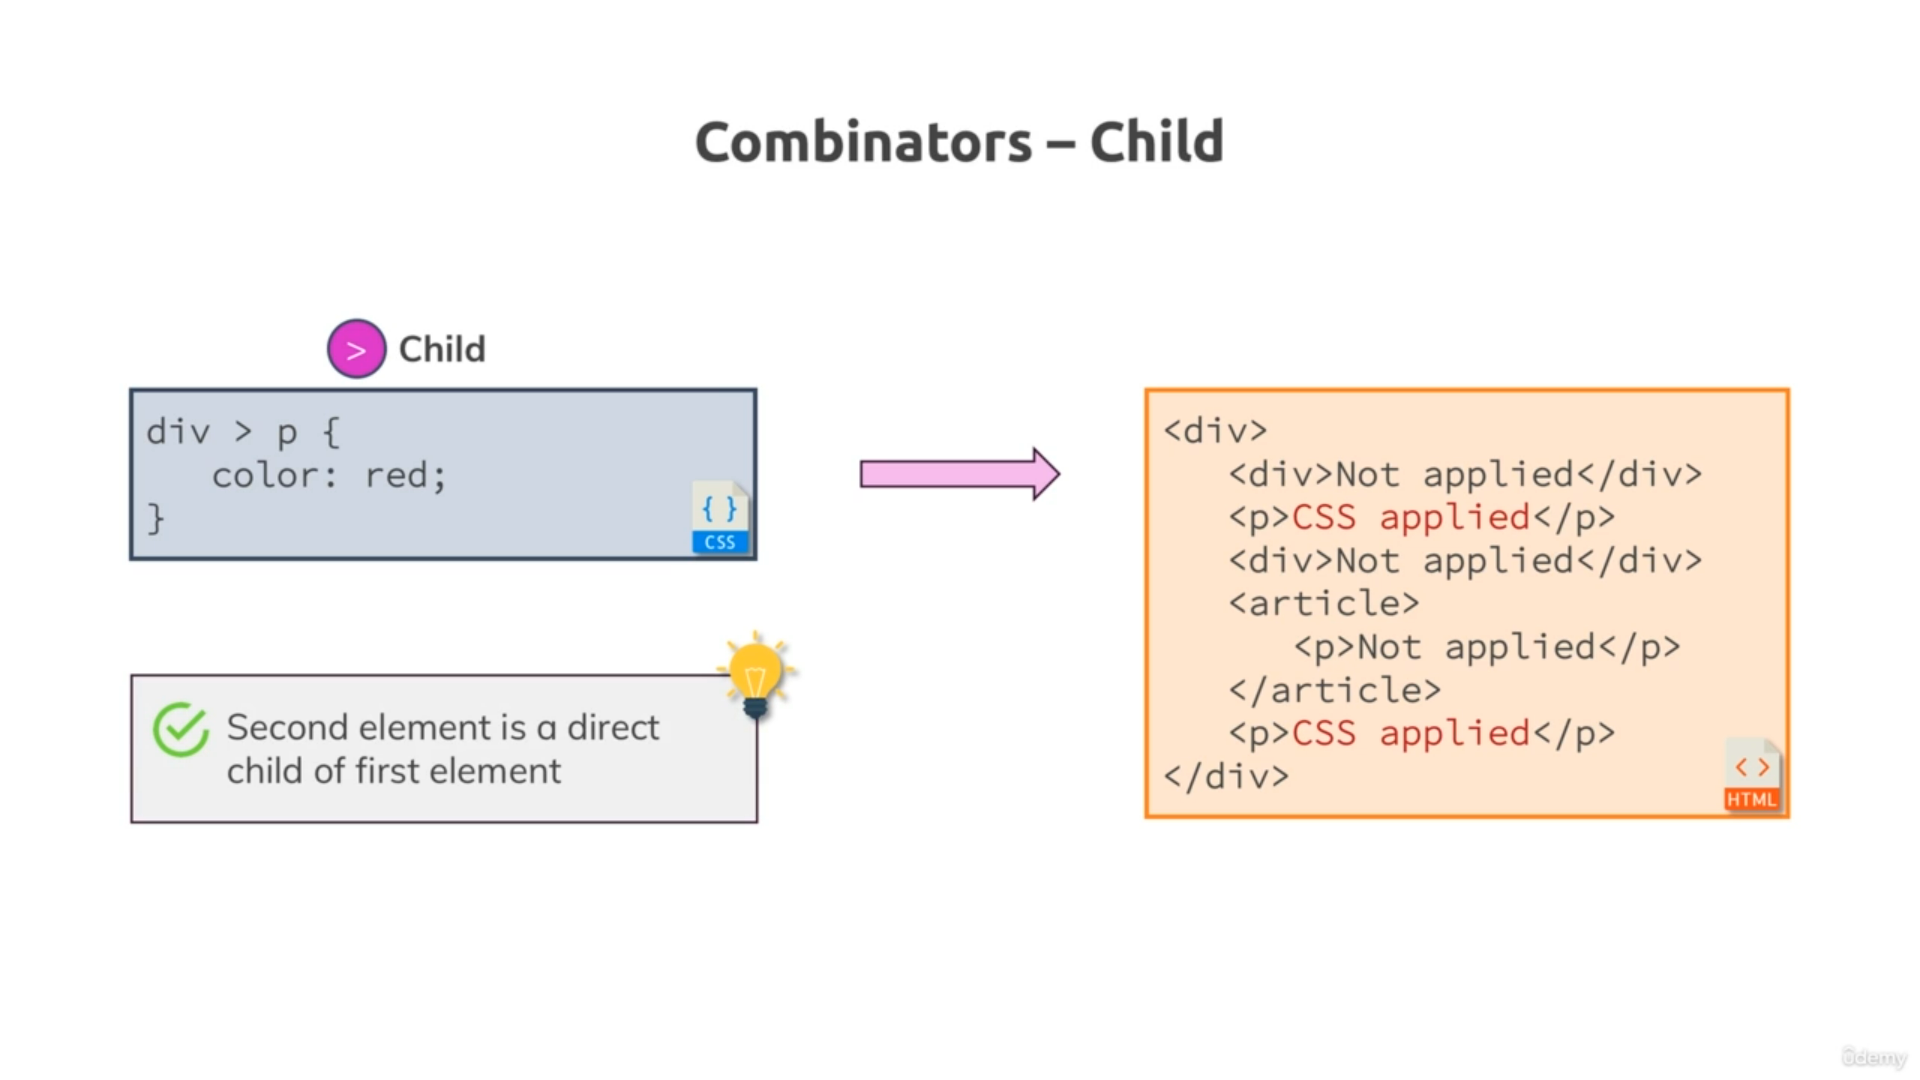 Combinators – Child
> Child
div > p {
color: red;
}
{ }
CSS
Second element is a direct
child of first element
<div>
<div>Not applied</div>
<p>CSS applied</p>
<div>Not applied</div>
<article>
<p>Not applied</p>
</article>
<p>CSS applied</p>
</div>
< >
HTML
ûdemy